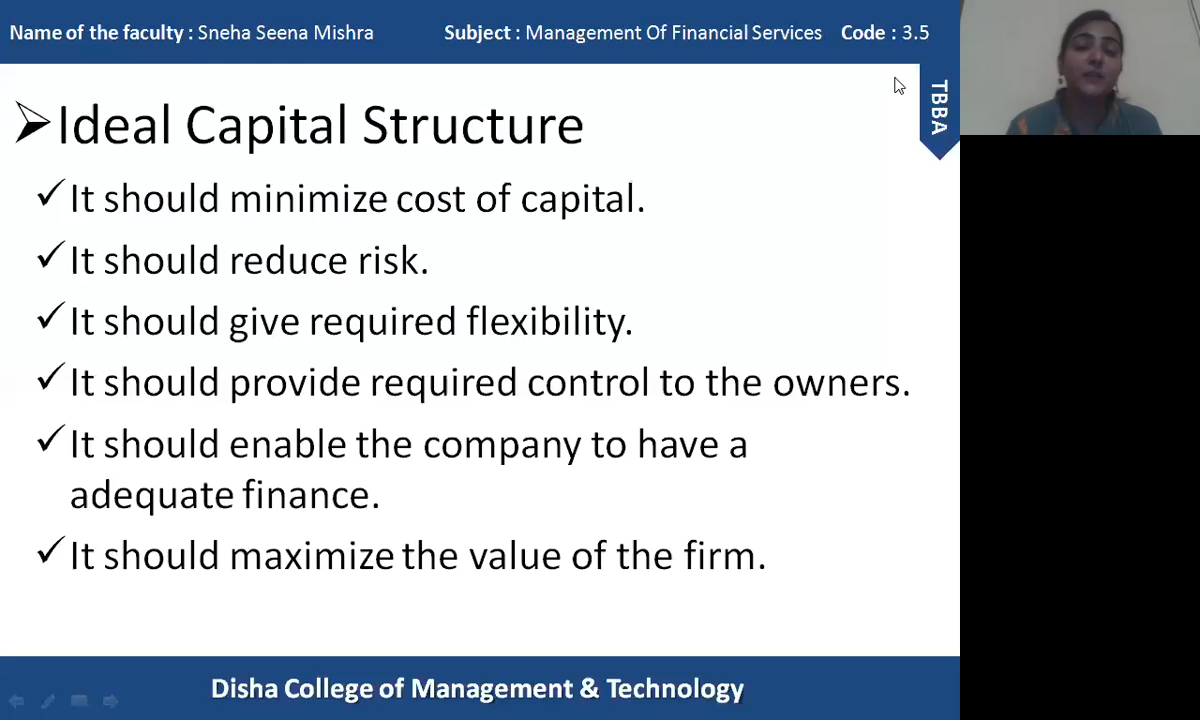 Name of the faculty : Sneha Seena Mishra Subject : Management Of Financial Services Code : 3.5
TBBA
Ideal Capital Structure
It should minimize cost of capital.
It should reduce risk.
It should give required flexibility.
It should provide required control to the owners.
It should enable the company to have a
adequate finance.
It should maximize the value of the firm.
Disha College of Management & Technology